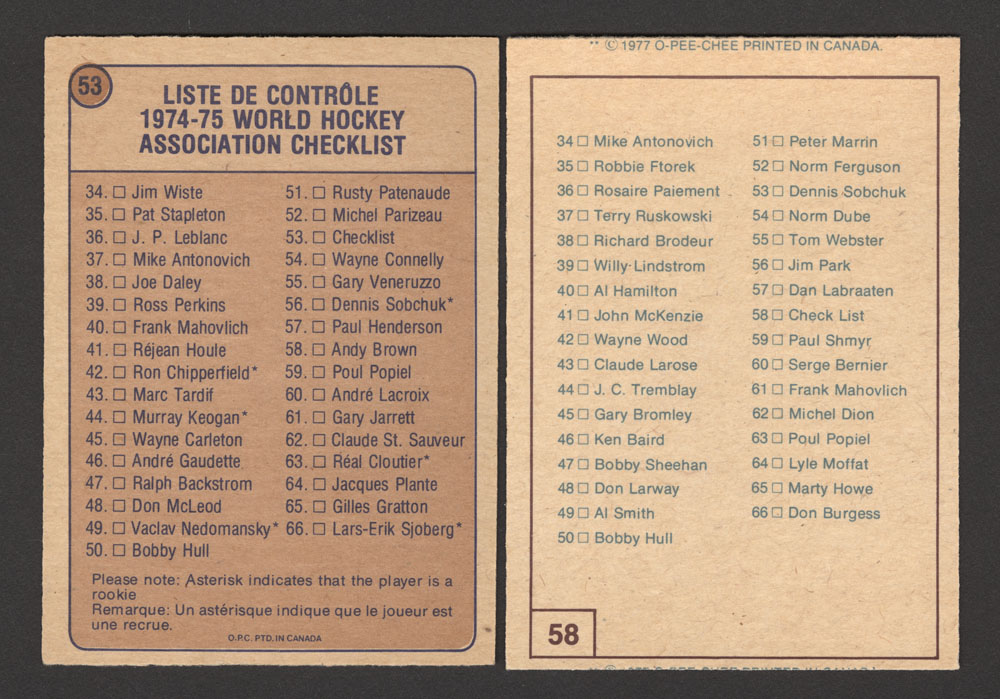 53
LISTE DE CONTRÔLE
1974-75 WORLD HOCKEY
ASSOCIATION CHECKLIST
34. ☐ Jim Wiste
35. ☐ Pat Stapleton
36. ☐ J. P. Leblanc
37. ☐ Mike Antonovich
38. ☐ Joe Daley
39. ☐ Ross Perkins
40. ☐ Frank Mahovlich
41. ☐ Réjean Houle
42. ☐ Ron Chipperfield*
43. ☐ Marc Tardif
44. ☐ Murray Keogan*
45. ☐ Wayne Carleton
46. ☐ André Gaudette
47. ☐ Ralph Backstrom
48. ☐ Don McLeod
49. ☐ Vaclav Nedomansky*
50. ☐ Bobby Hull
51. ☐ Rusty Patenaude
52. ☐ Michel Parizeau
53. ☐ Checklist
54. ☐ Wayne Connelly
55. ☐ Gary Veneruzzo
56. ☐ Dennis Sobchuk*
57. ☐ Paul Henderson
58. ☐ Andy Brown
59. ☐ Poul Popiel
60. ☐ André Lacroix
61. ☐ Gary Jarrett
62. ☐ Claude St. Sauveur
63. ☐ Réal Cloutier*
64. ☐ Jacques Plante
65. ☐ Gilles Gratton
66. ☐ Lars-Erik Sjoberg*
Please note: Asterisk indicates that the player is a
rookie
Remarque: Un astérisque indique que le joueur est
une recrue.
O.P.C. PTD. IN CANADA
** © 1977 O-PEE-CHEE PRINTED IN CANADA.
34 ☐ Mike Antonovich
35 ☐ Robbie Ftorek
36 ☐ Rosaire Paiement
37 ☐ Terry Ruskowski
38 ☐ Richard Brodeur
39 ☐ Willy Lindstrom
40 ☐ Al Hamilton
41 ☐ John McKenzie
42 ☐ Wayne Wood
43 ☐ Claude Larose
44 ☐ J. C. Tremblay
45 ☐ Gary Bromley
46 ☐ Ken Baird
47 ☐ Bobby Sheehan
48 ☐ Don Larway
49 ☐ Al Smith
50 ☐ Bobby Hull
51 ☐ Peter Marrin
52 ☐ Norm Ferguson
53 ☐ Dennis Sobchuk
54 ☐ Norm Dube
55 ☐ Tom Webster
56 ☐ Jim Park
57 ☐ Dan Labraaten
58 ☐ Check List
59 ☐ Paul Shmyr
60 ☐ Serge Bernier
61 ☐ Frank Mahovlich
62 ☐ Michel Dion
63 ☐ Poul Popiel
64 ☐ Lyle Moffat
65 ☐ Marty Howe
66 ☐ Don Burgess
58